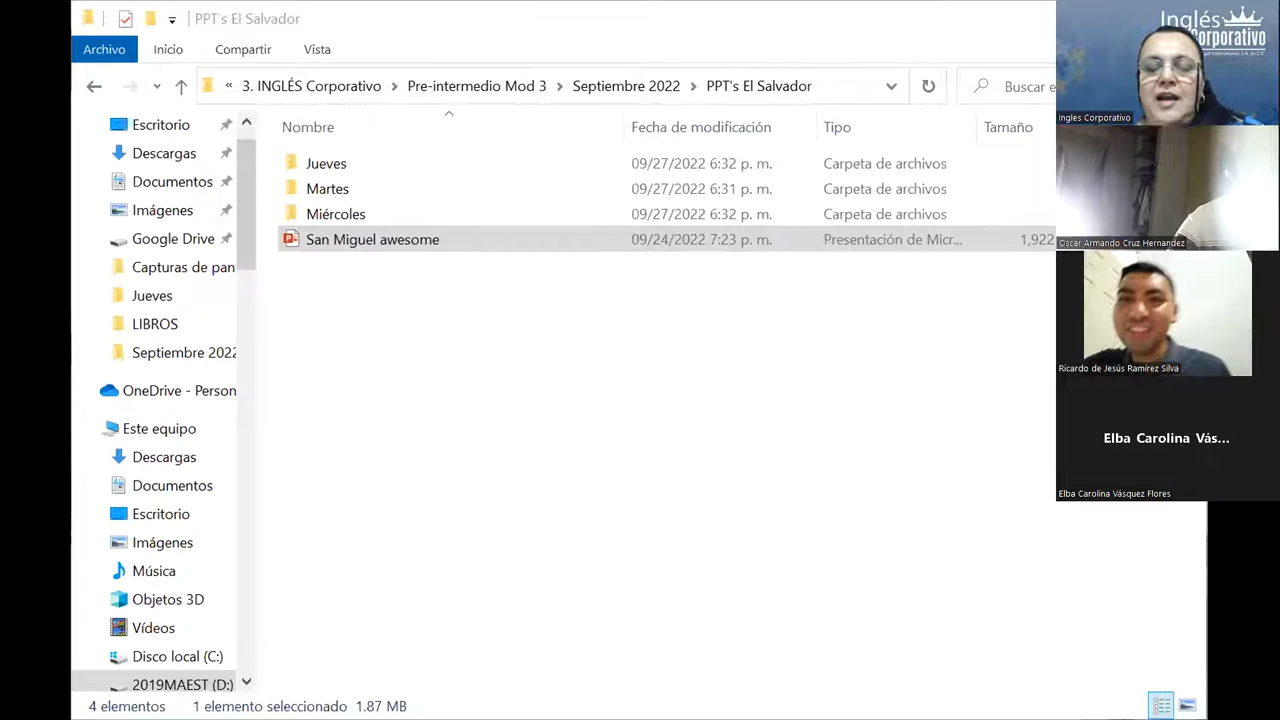 PPT's El Salvador
Archivo Inicio Compartir Vista
« 3. INGLÉS Corporativo Pre-intermedio Mod 3 Septiembre 2022 PPT's El Salvador
Buscar e
Nombre Fecha de modificación Tipo Tamaño
Jueves 09/27/2022 6:32 p. m. Carpeta de archivos
Martes 09/27/2022 6:31 p. m. Carpeta de archivos
Miércoles 09/27/2022 6:32 p. m. Carpeta de archivos
San Miguel awesome 09/24/2022 7:23 p. m. Presentación de Micr... 1,922
Escritorio
Descargas
Documentos
Imágenes
Google Drive
Capturas de pan
Jueves
LIBROS
Septiembre 2022
OneDrive - Person
Este equipo
Descargas
Documentos
Escritorio
Imágenes
Música
Objetos 3D
Vídeos
Disco local (C:)
2019MAEST (D:)
4 elementos 1 elemento seleccionado 1.87 MB
Inglés
Corporativo
Ingles Corporativo
Oscar Armando Cruz Hernandez
Ricardo de Jesús Ramírez Silva
Elba Carolina Vás...
Elba Carolina Vásquez Flores